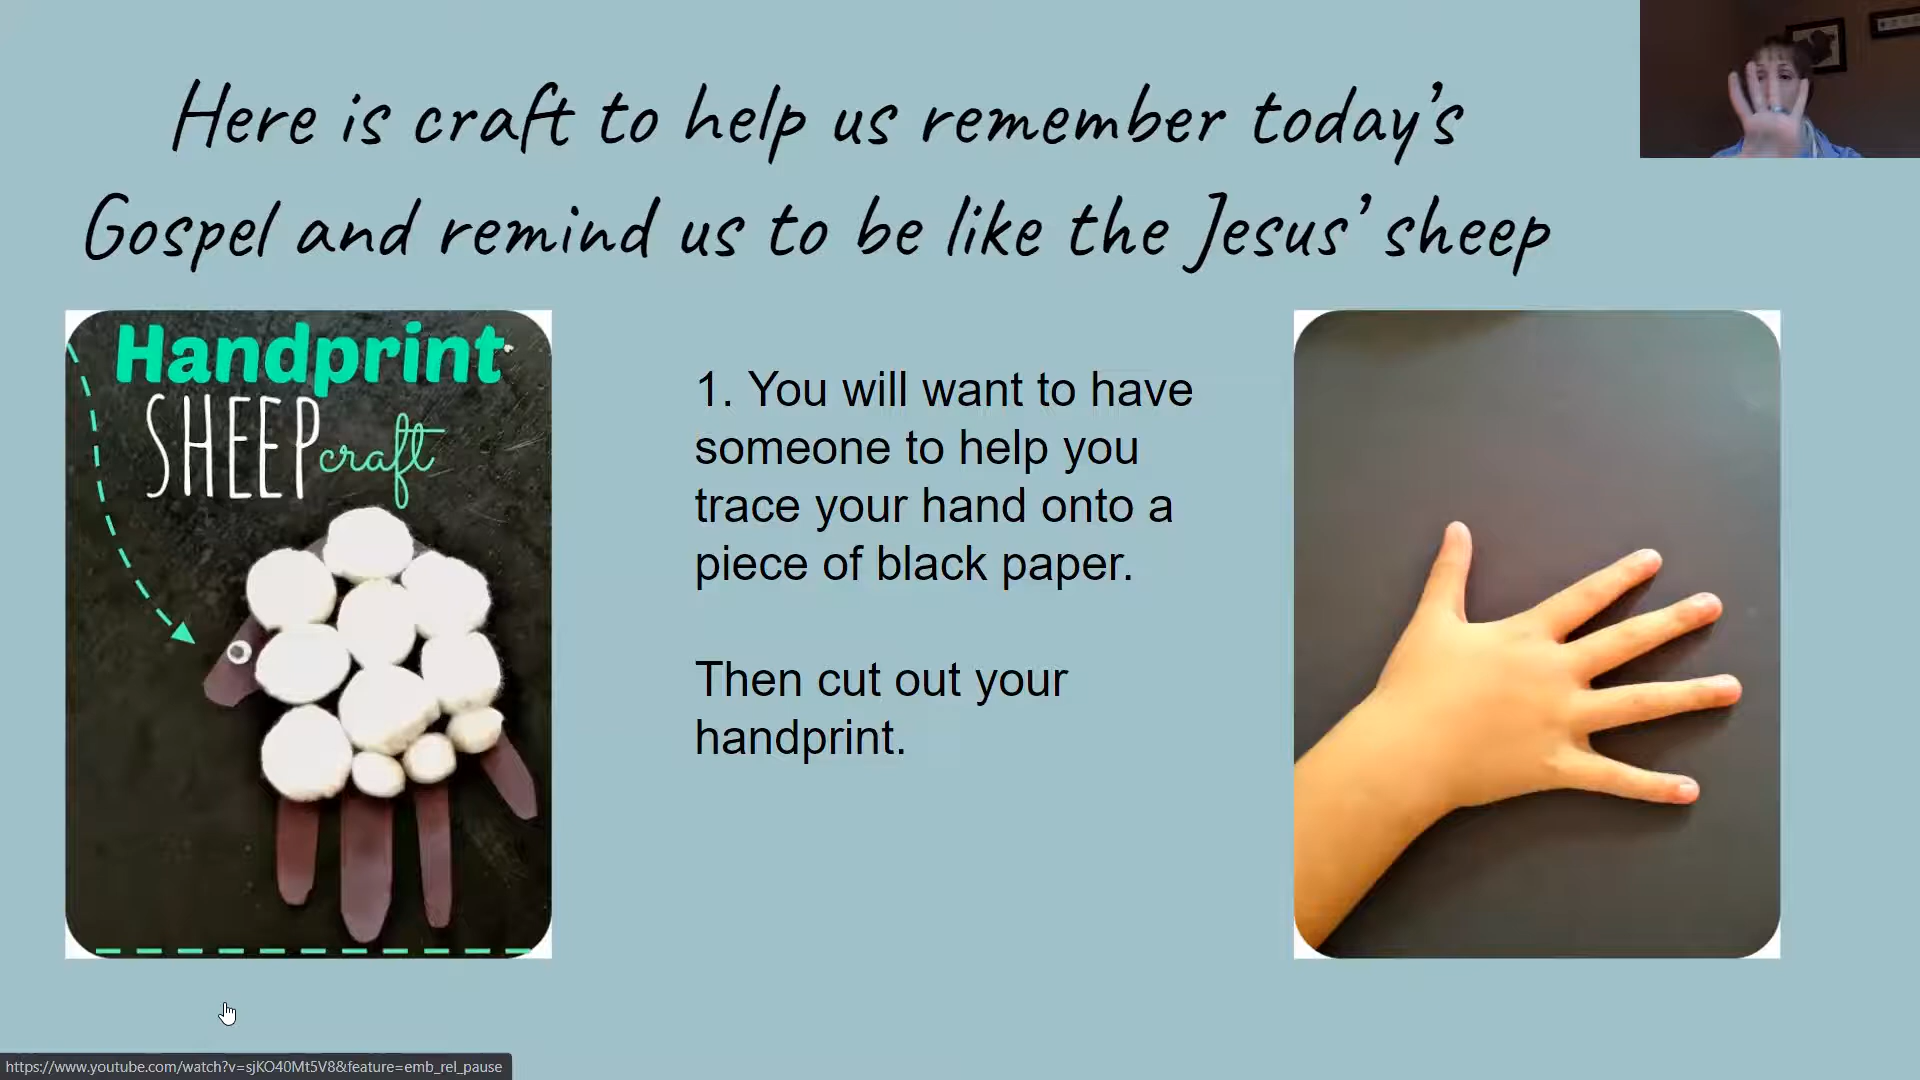 Here is craft to help us remember today's
Gospel and remind us to be like the Jesus' sheep
Handprint
SHEEP craft
1. You will want to have
someone to help you
trace your hand onto a
piece of black paper.
Then cut out your
handprint.
https://www.youtube.com/watch?v=sjKO40Mt5V8&feature=emb_rel_pause